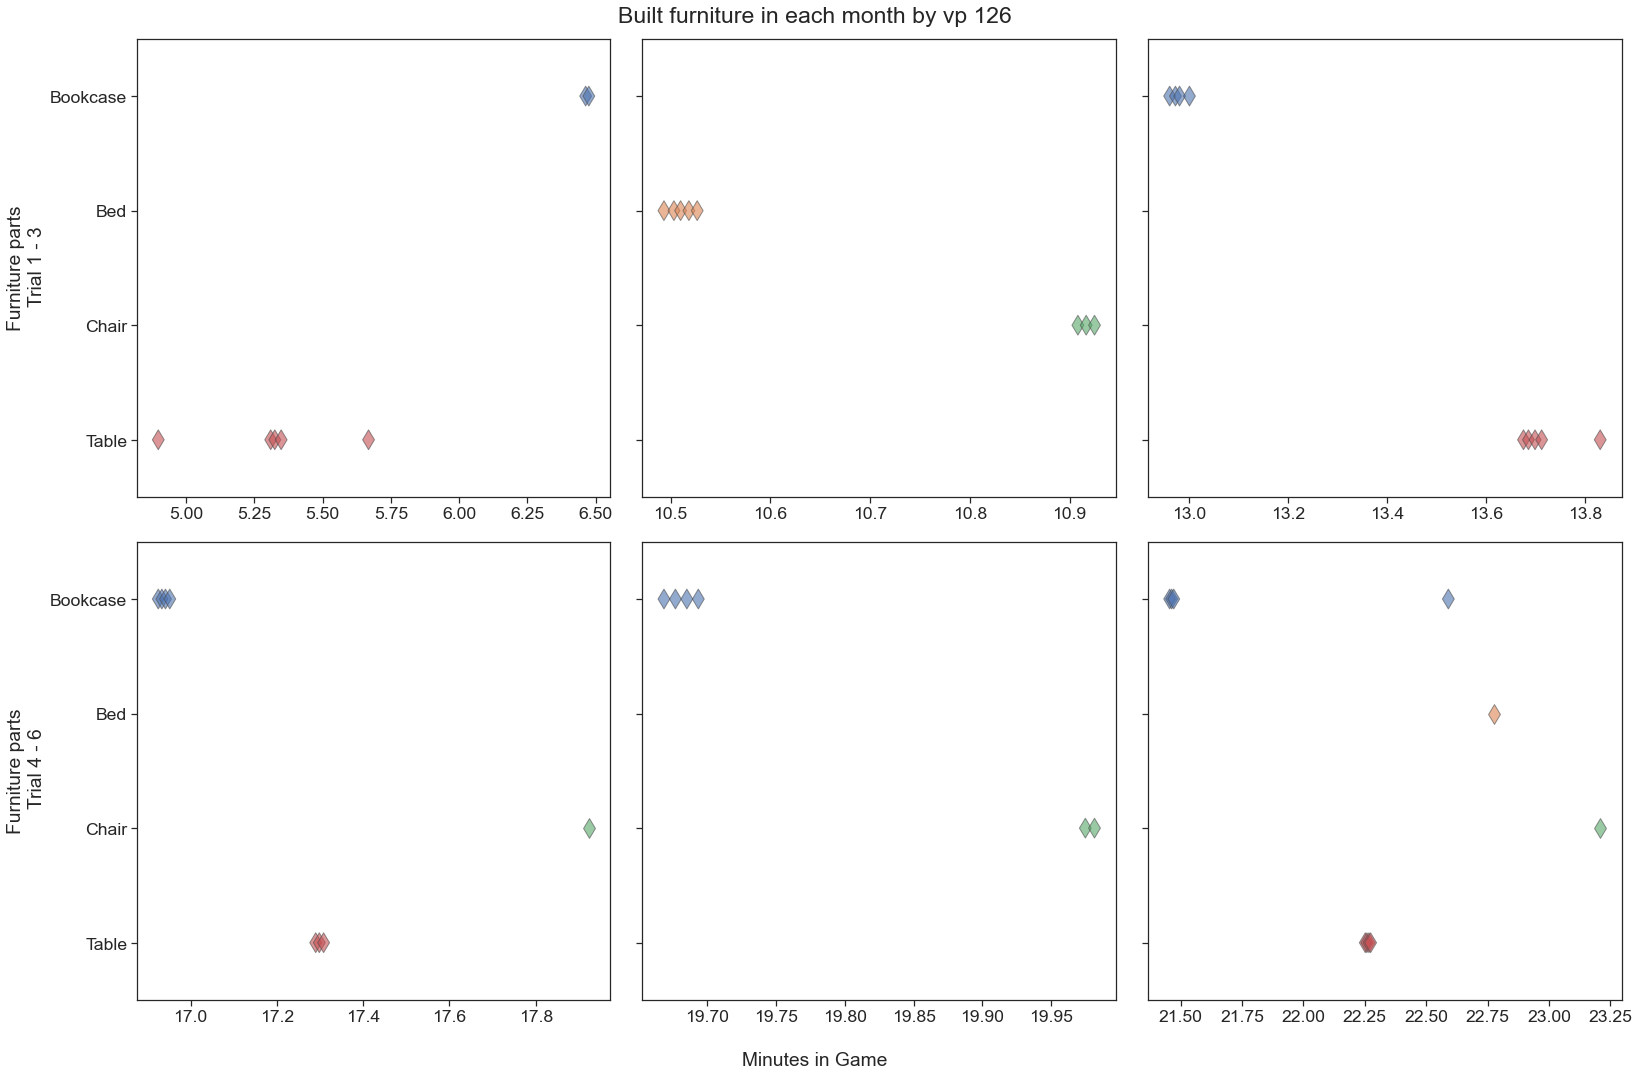 Built furniture in each month by vp 126
Furniture parts
Trial 1 - 3
Bookcase
Bed
Chair
Table
5.00 5.25 5.50 5.75 6.00 6.25 6.50
10.5 10.6 10.7 10.8 10.9
13.0 13.2 13.4 13.6 13.8
Furniture parts
Trial 4 - 6
Bookcase
Bed
Chair
Table
17.0 17.2 17.4 17.6 17.8
19.70 19.75 19.80 19.85 19.90 19.95
21.50 21.75 22.00 22.25 22.50 22.75 23.00 23.25
Minutes in Game